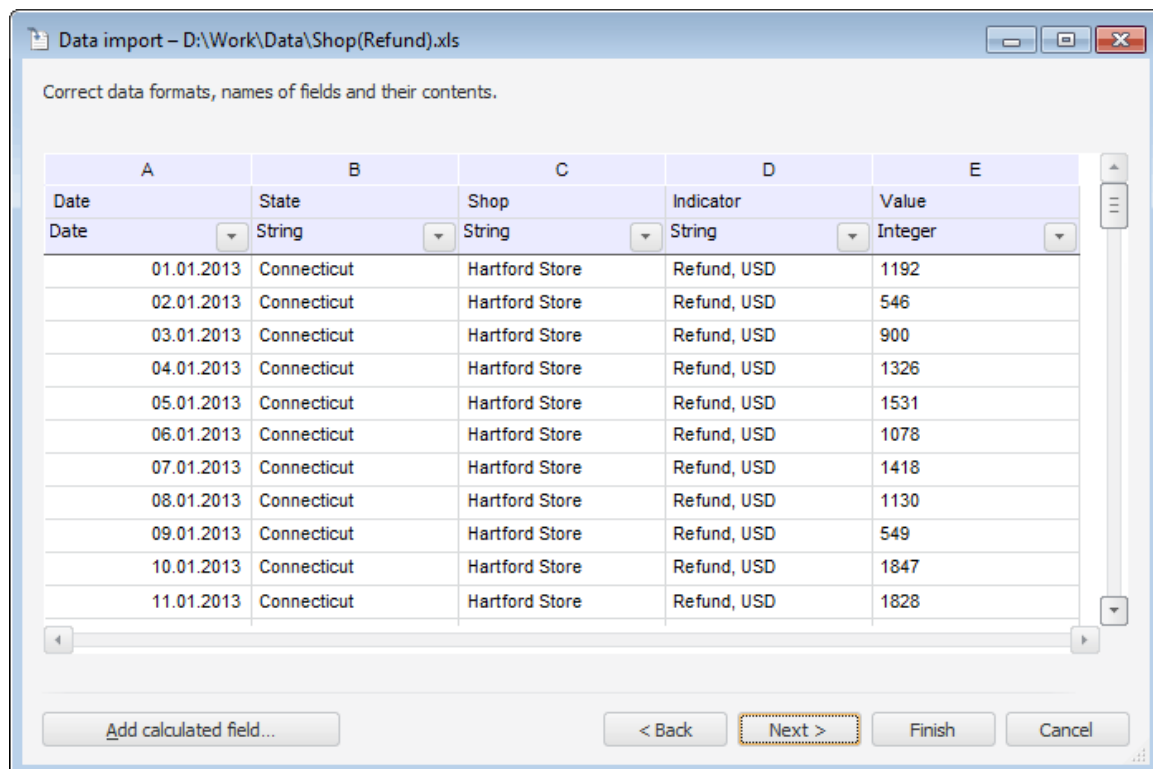 Data import – D:\Work\Data\Shop(Refund).xls
Correct data formats, names of fields and their contents.
A B C D E
Date State Shop Indicator Value
Date String String String Integer
01.01.2013 Connecticut Hartford Store Refund, USD 1192
02.01.2013 Connecticut Hartford Store Refund, USD 546
03.01.2013 Connecticut Hartford Store Refund, USD 900
04.01.2013 Connecticut Hartford Store Refund, USD 1326
05.01.2013 Connecticut Hartford Store Refund, USD 1531
06.01.2013 Connecticut Hartford Store Refund, USD 1078
07.01.2013 Connecticut Hartford Store Refund, USD 1418
08.01.2013 Connecticut Hartford Store Refund, USD 1130
09.01.2013 Connecticut Hartford Store Refund, USD 549
10.01.2013 Connecticut Hartford Store Refund, USD 1847
11.01.2013 Connecticut Hartford Store Refund, USD 1828
Add calculated field... < Back Next > Finish Cancel